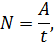 N = A/t,